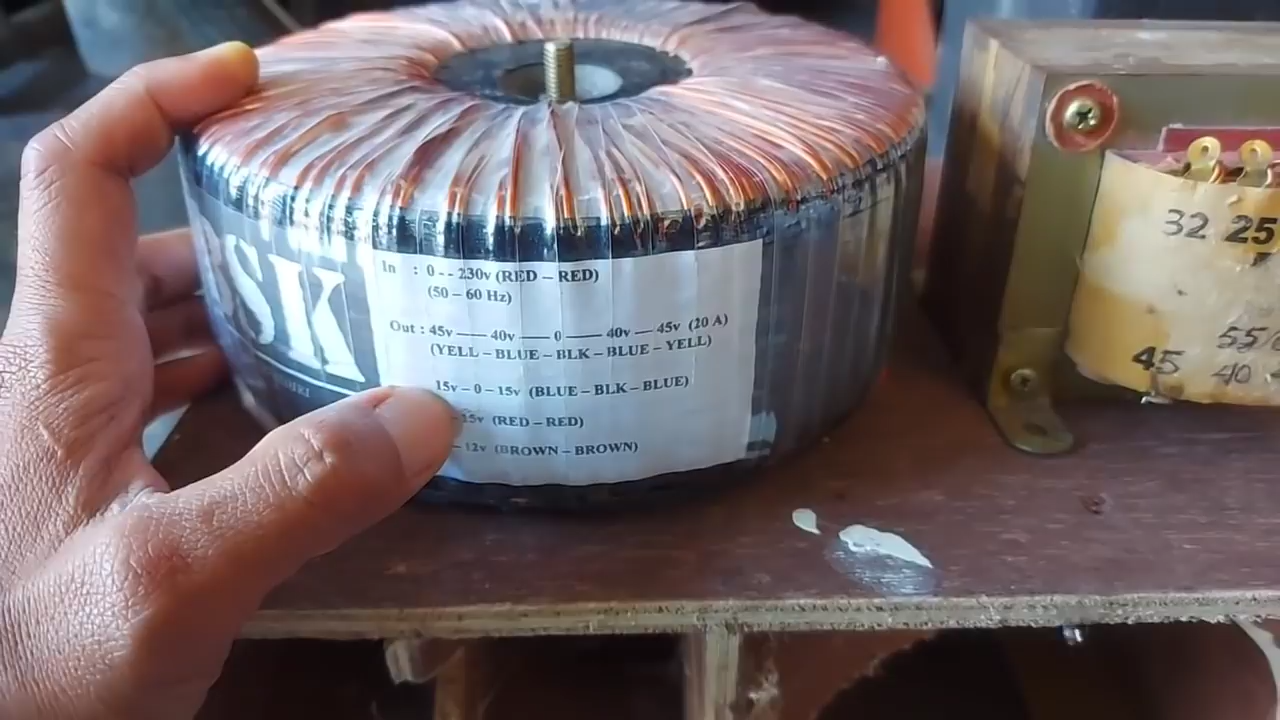 SK
In : 0 - - 230v (RED – RED)
(50 – 60 Hz)
Out : 45v —— 40v —— 0 —— 40v — 45v (20 A)
(YELL – BLUE – BLK – BLUE – YELL)
15v – 0 – 15v (BLUE – BLK – BLUE)
15v (RED – RED)
– 12v (BROWN – BROWN)
32 25
45
40